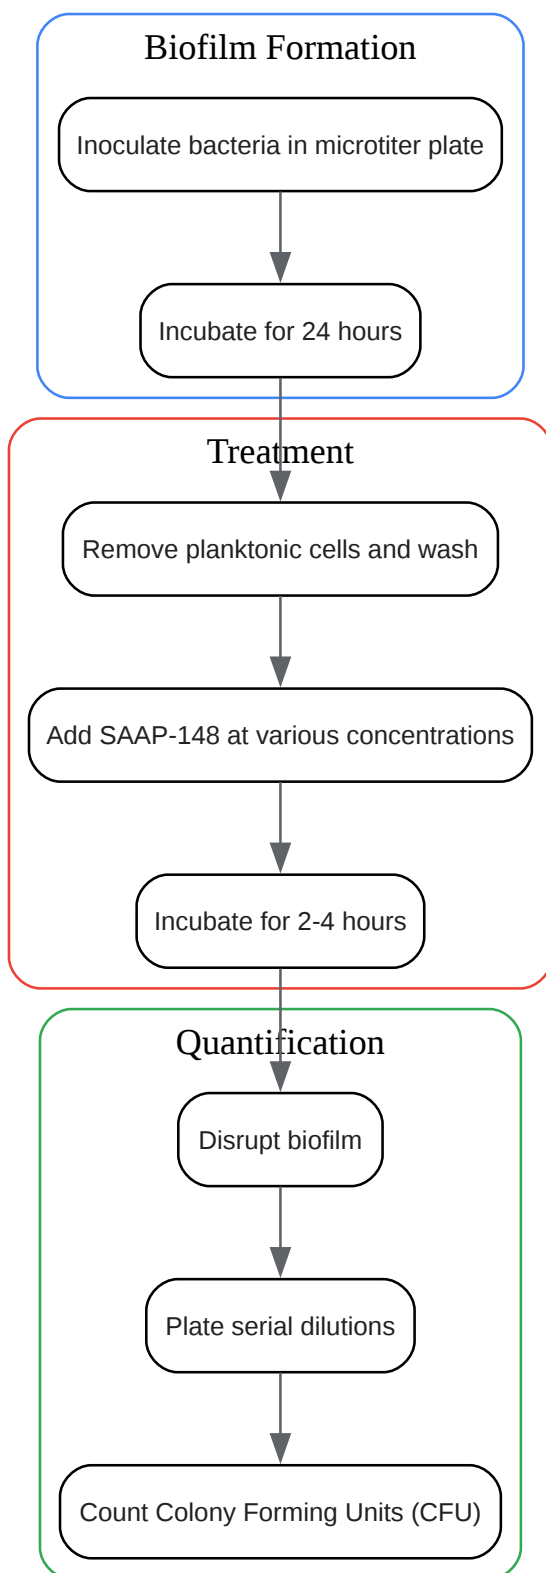 Biofilm Formation
Inoculate bacteria in microtiter plate
Incubate for 24 hours
Treatment
Remove planktonic cells and wash
Add SAAP-148 at various concentrations
Incubate for 2-4 hours
Quantification
Disrupt biofilm
Plate serial dilutions
Count Colony Forming Units (CFU)